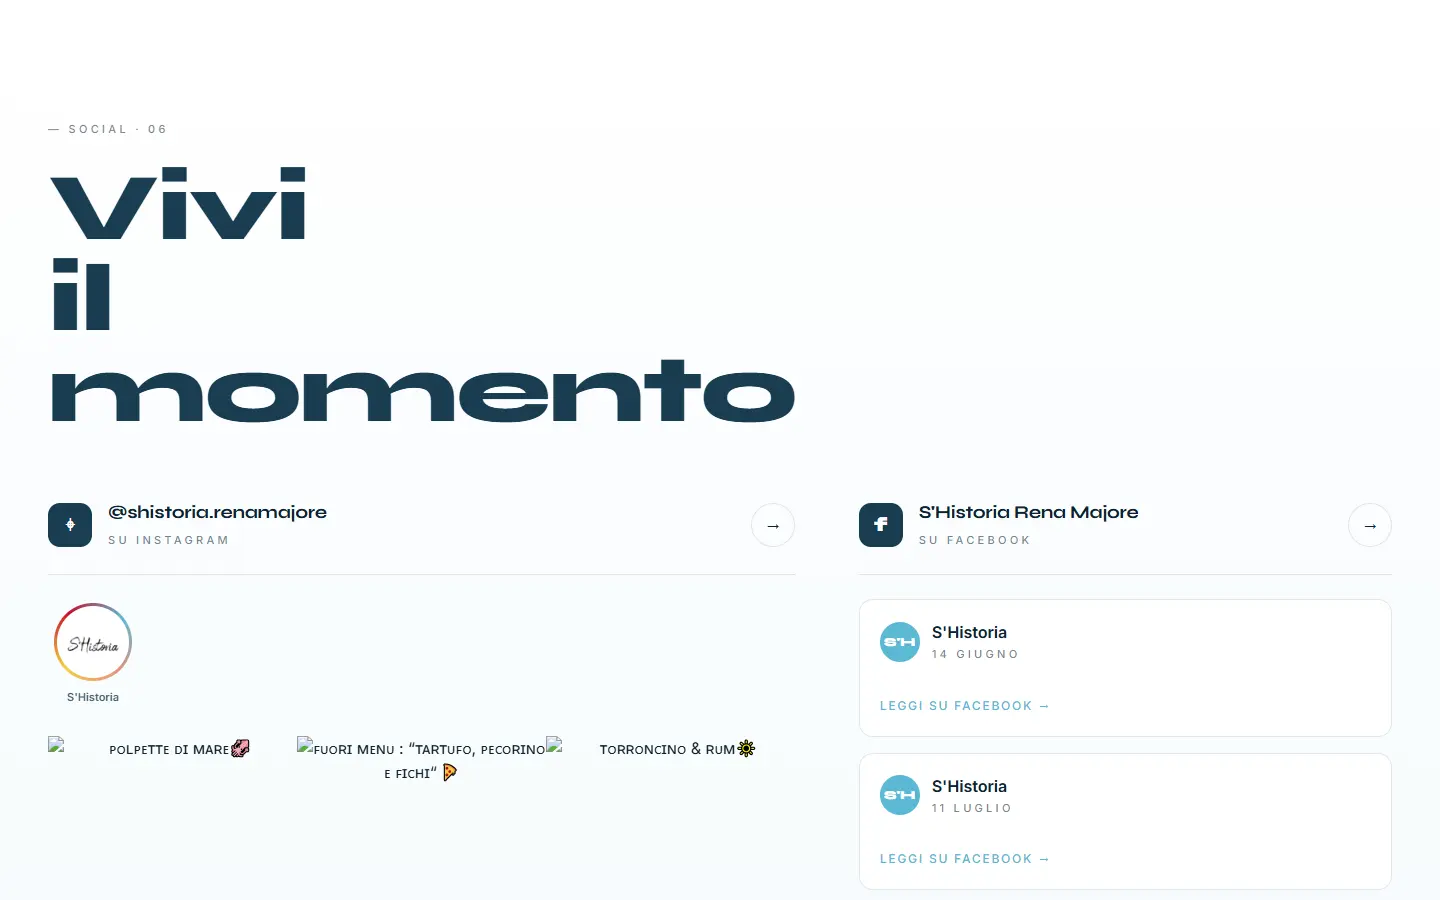 — SOCIAL · 06
Vivi
il
momento
@shistoria.renamajore
SU INSTAGRAM
→
S'Historia
S'Historia
POLPETTE DI MARE🦑
FUORI MENU : “TARTUFO, PECORINO
E FICHI“ 🍕
TORRONCINO & RUM🌻
f
S'Historia Rena Majore
SU FACEBOOK
→
S'H
S'Historia
14 GIUGNO
LEGGI SU FACEBOOK →
S'H
S'Historia
11 LUGLIO
LEGGI SU FACEBOOK →